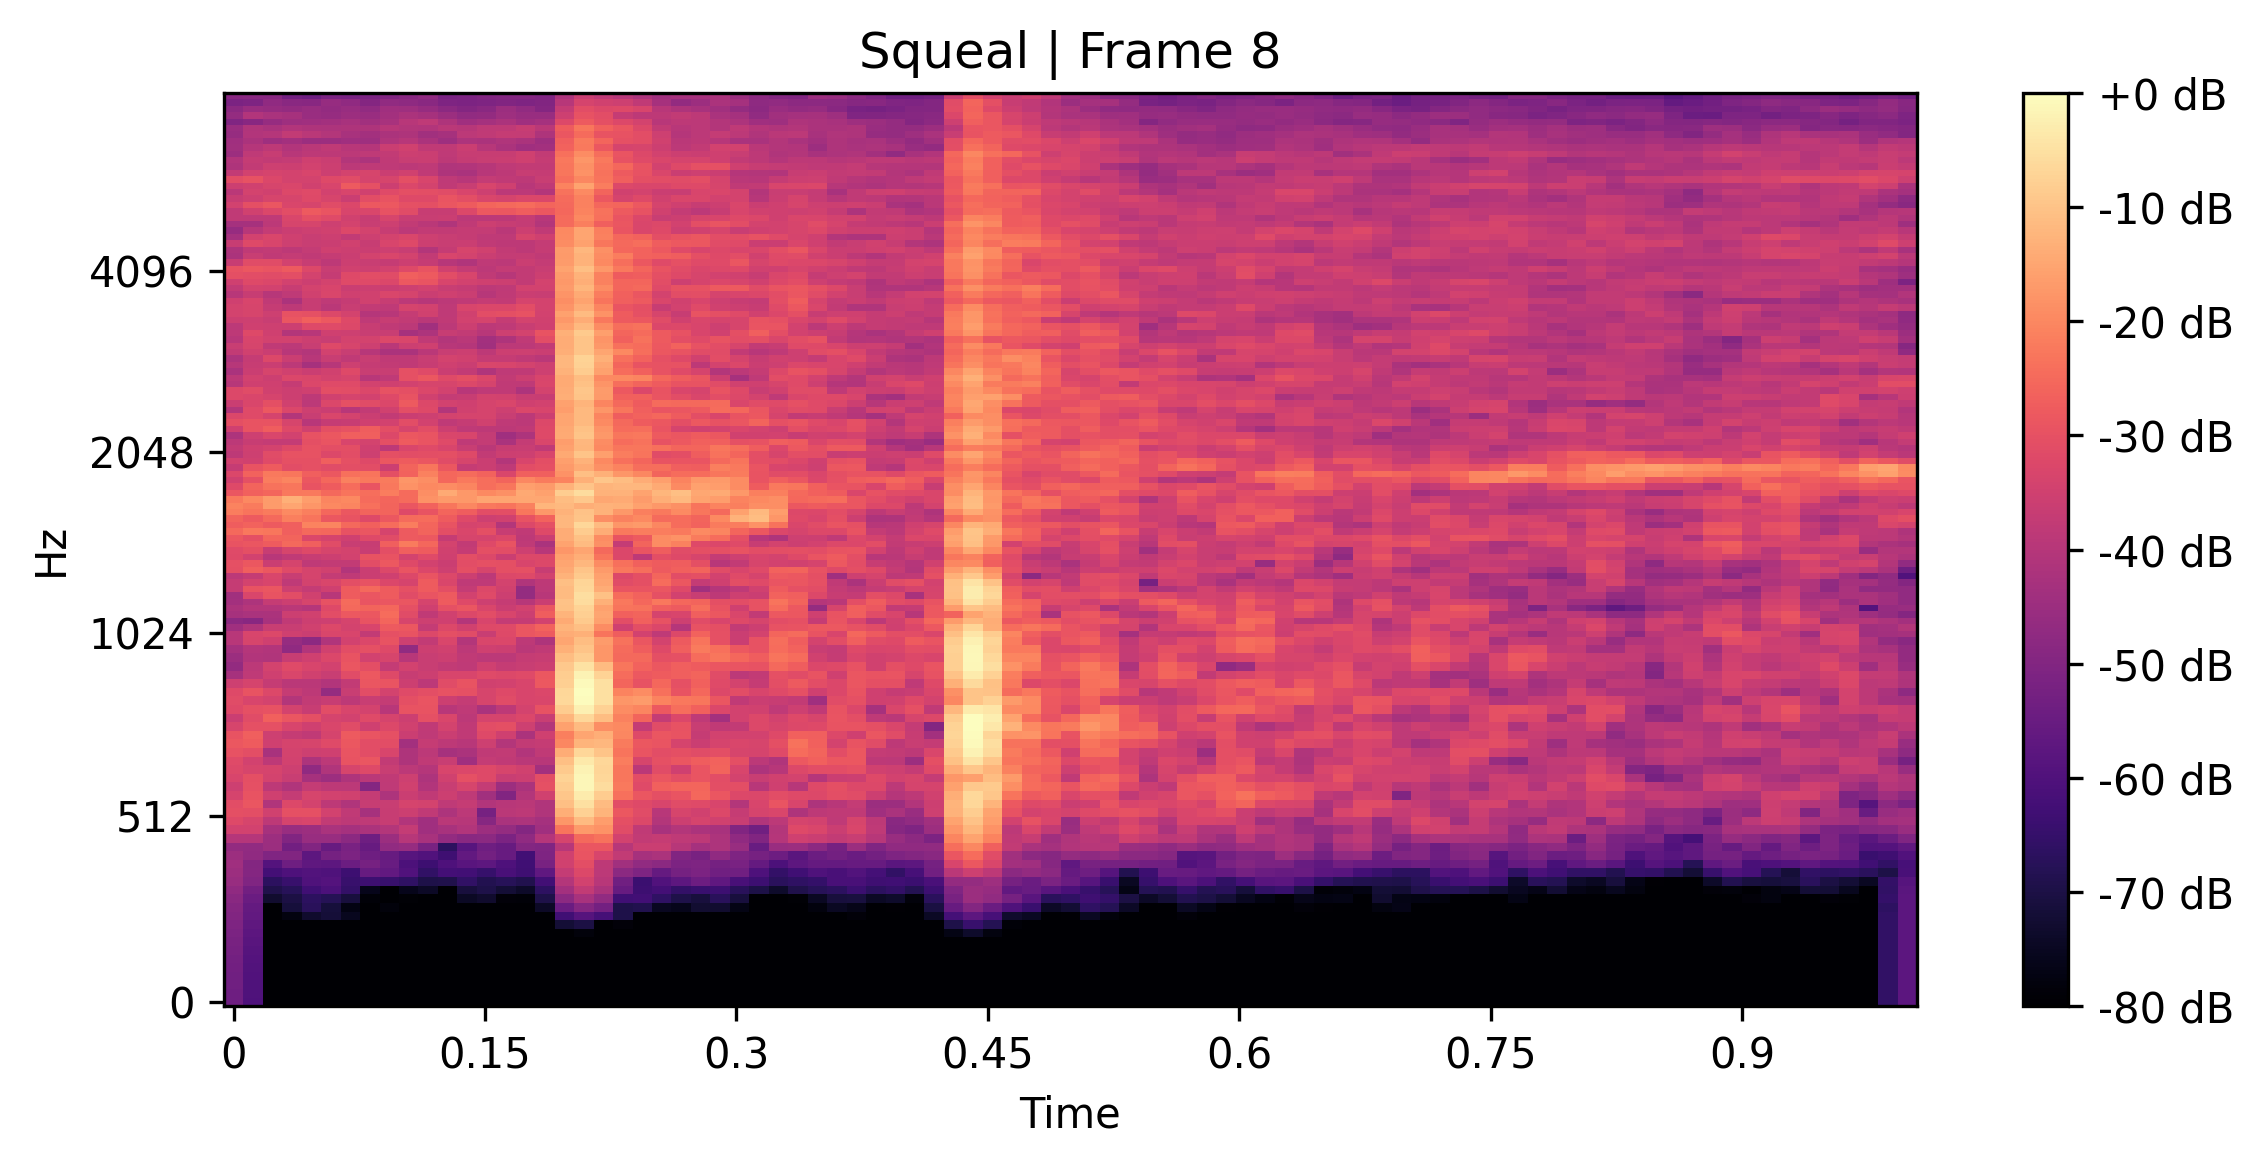 Squeal | Frame 8
+0 dB
-10 dB
-20 dB
-30 dB
-40 dB
-50 dB
-60 dB
-70 dB
-80 dB
Hz
4096
2048
1024
512
0
0 0.15 0.3 0.45 0.6 0.75 0.9
Time